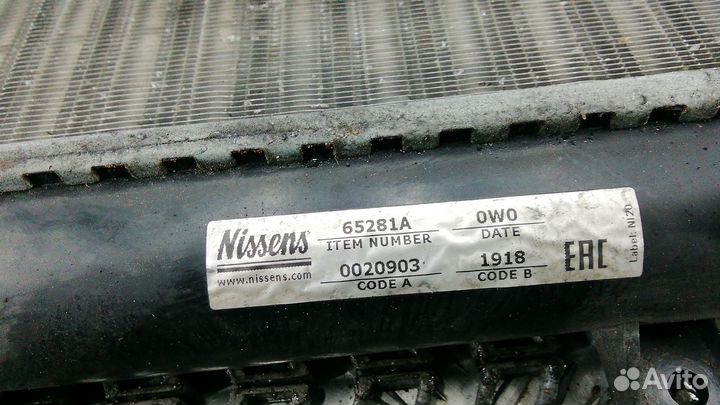 Nissens
www.nissens.com
65281A
ITEM NUMBER
0020903
CODE A
0W0
DATE
1918
CODE B
EAC
Label: NI20
Avito